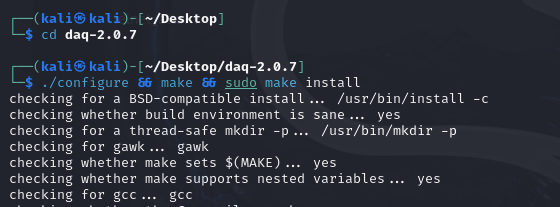 ┌──(kali㉿kali)-[~/Desktop]
└─$ cd daq-2.0.7
┌──(kali㉿kali)-[~/Desktop/daq-2.0.7]
└─$ ./configure && make && sudo make install
checking for a BSD-compatible install... /usr/bin/install -c
checking whether build environment is sane... yes
checking for a thread-safe mkdir -p... /usr/bin/mkdir -p
checking for gawk... gawk
checking whether make sets $(MAKE)... yes
checking whether make supports nested variables... yes
checking for gcc... gcc